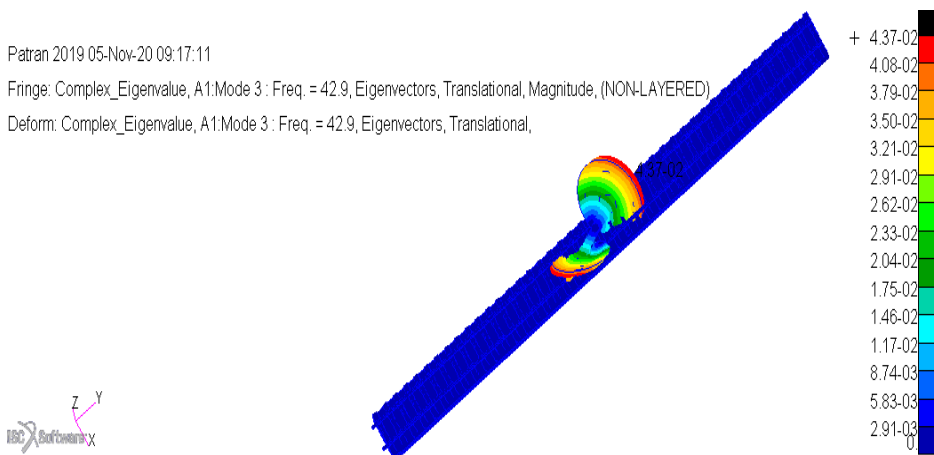 Patran 2019 05-Nov-20 09:17:11
Fringe: Complex_Eigenvalue, A1:Mode 3 : Freq. = 42.9, Eigenvectors, Translational, Magnitude, (NON-LAYERED)
Deform: Complex_Eigenvalue, A1:Mode 3 : Freq. = 42.9, Eigenvectors, Translational,
4.37-02
4.37-02
4.08-02
3.79-02
3.50-02
3.21-02
2.91-02
2.62-02
2.33-02
2.04-02
1.75-02
1.46-02
1.17-02
8.74-03
5.83-03
2.91-03
0.
Z
Y
X
Software